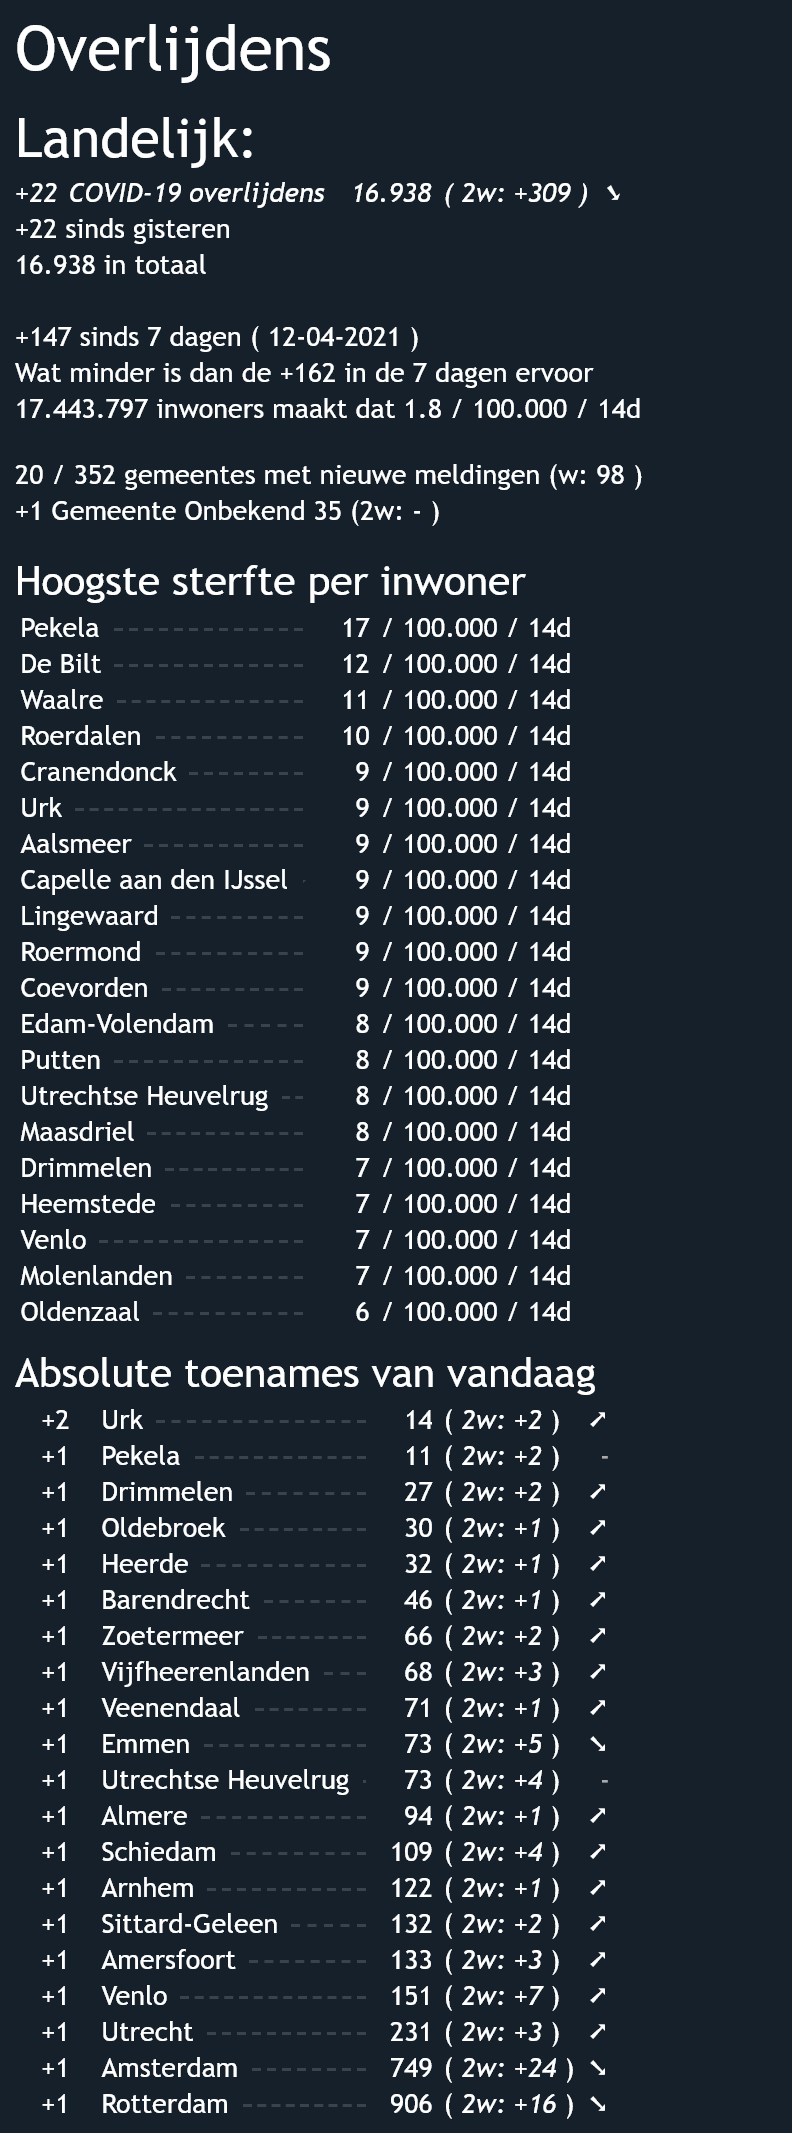 Overlijdens
Landelijk:
+22 COVID-19 overlijdens 16.938 ( 2w: +309 ) ➘
+22 sinds gisteren
16.938 in totaal
+147 sinds 7 dagen ( 12-04-2021 )
Wat minder is dan de +162 in de 7 dagen ervoor
17.443.797 inwoners maakt dat 1.8 / 100.000 / 14d
20 / 352 gemeentes met nieuwe meldingen (w: 98 )
+1 Gemeente Onbekend 35 (2w: - )
Hoogste sterfte per inwoner
Pekela ------------- 17 / 100.000 / 14d
De Bilt ------------- 12 / 100.000 / 14d
Waalre ------------- 11 / 100.000 / 14d
Roerdalen ---------- 10 / 100.000 / 14d
Cranendonck -------- 9 / 100.000 / 14d
Urk ---------------- 9 / 100.000 / 14d
Aalsmeer ----------- 9 / 100.000 / 14d
Capelle aan den IJssel - 9 / 100.000 / 14d
Lingewaard --------- 9 / 100.000 / 14d
Roermond ---------- 9 / 100.000 / 14d
Coevorden ---------- 9 / 100.000 / 14d
Edam-Volendam ----- 8 / 100.000 / 14d
Putten ------------- 8 / 100.000 / 14d
Utrechtse Heuvelrug -- 8 / 100.000 / 14d
Maasdriel ----------- 8 / 100.000 / 14d
Drimmelen ---------- 7 / 100.000 / 14d
Heemstede --------- 7 / 100.000 / 14d
Venlo -------------- 7 / 100.000 / 14d
Molenlanden -------- 7 / 100.000 / 14d
Oldenzaal ---------- 6 / 100.000 / 14d
Absolute toenames van vandaag
+2 Urk -------------- 14 ( 2w: +2 ) ➚
+1 Pekela ------------ 11 ( 2w: +2 ) -
+1 Drimmelen -------- 27 ( 2w: +2 ) ➚
+1 Oldebroek --------- 30 ( 2w: +1 ) ➚
+1 Heerde ----------- 32 ( 2w: +1 ) ➚
+1 Barendrecht ------- 46 ( 2w: +1 ) ➚
+1 Zoetermeer -------- 66 ( 2w: +2 ) ➚
+1 Vijfheerenlanden --- 68 ( 2w: +3 ) ➚
+1 Veenendaal -------- 71 ( 2w: +1 ) ➚
+1 Emmen ----------- 73 ( 2w: +5 ) ➘
+1 Utrechtse Heuvelrug - 73 ( 2w: +4 ) -
+1 Almere ----------- 94 ( 2w: +1 ) ➚
+1 Schiedam --------- 109 ( 2w: +4 ) ➚
+1 Arnhem ----------- 122 ( 2w: +1 ) ➚
+1 Sittard-Geleen ----- 132 ( 2w: +2 ) ➚
+1 Amersfoort -------- 133 ( 2w: +3 ) ➚
+1 Venlo ------------- 151 ( 2w: +7 ) ➚
+1 Utrecht ----------- 231 ( 2w: +3 ) ➚
+1 Amsterdam -------- 749 ( 2w: +24 ) ➘
+1 Rotterdam --------- 906 ( 2w: +16 ) ➘